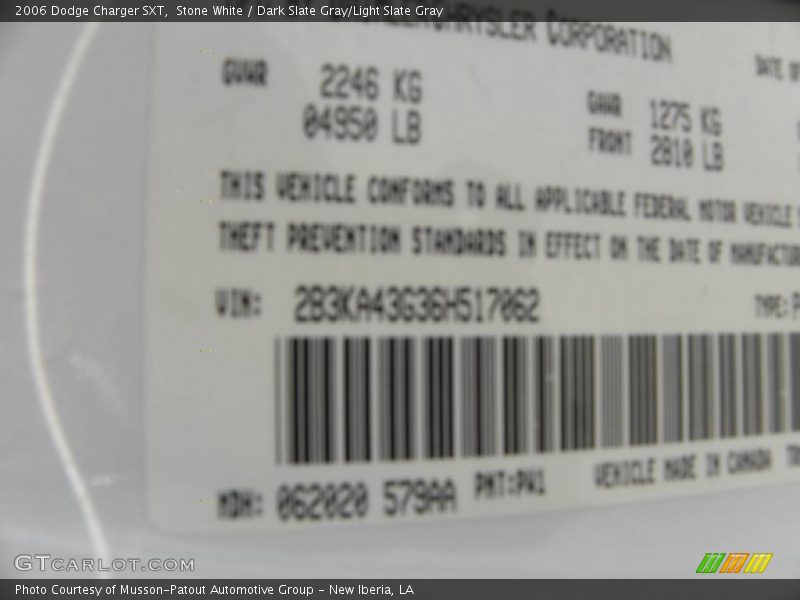 2006 Dodge Charger SXT, Stone White / Dark Slate Gray/Light Slate Gray
CORPORATION
GVWR 2246 KG
04950 LB
GAWR 1275 KG
FRONT 2810 LB
DATE OF
THIS VEHICLE CONFORMS TO ALL APPLICABLE FEDERAL MOTOR VEHICLE
THEFT PREVENTION STANDARDS IN EFFECT ON THE DATE OF
VIN: 2B3KA43G36H517062 TYPE:
MDH: 062020 579AA PNT:PW1 VEHICLE MADE IN CANADA
GTCARLOT.COM
Photo Courtesy of Musson-Patout Automotive Group - New Iberia, LA